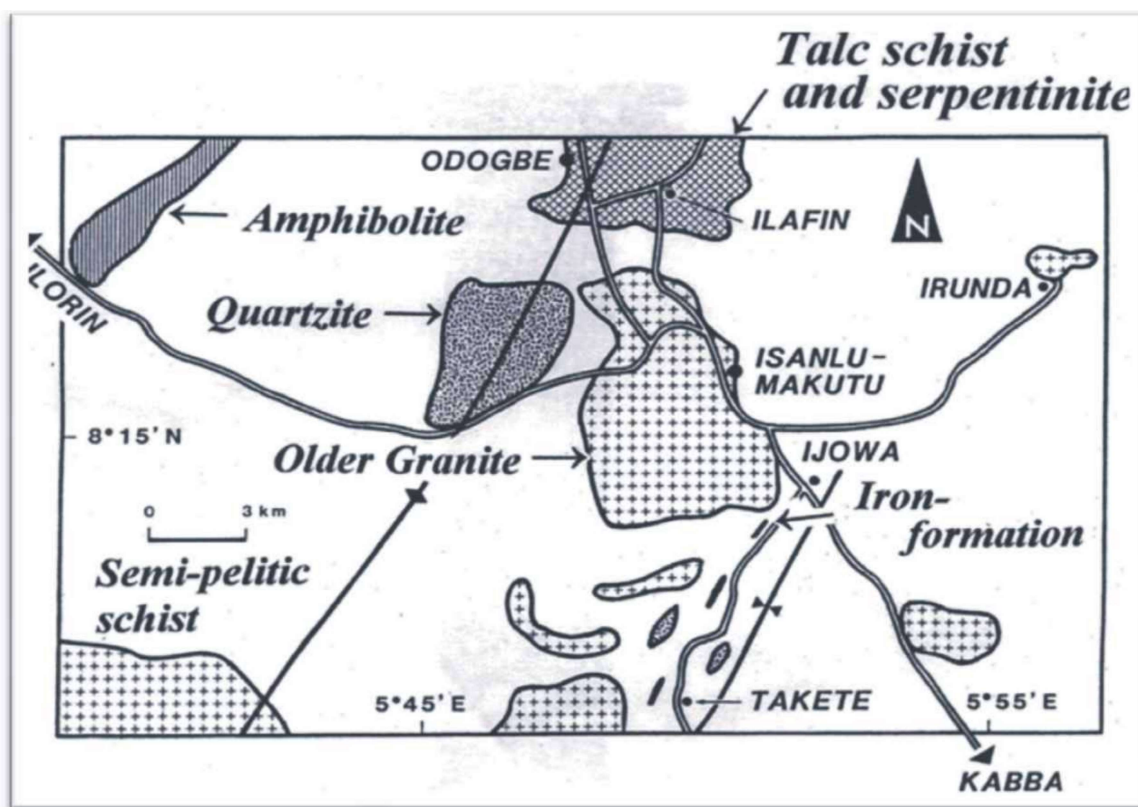 Talc schist
and serpentinite
ODOGBE
Amphibolite
ILAFIN
N
ILORIN
IRUNDA
Quartzite
ISANLU-
MAKUTU
8°15'N
Older Granite
IJOWA
0 3 km
Iron-
formation
Semi-pelitic
schist
5°45'E
TAKETE
5°55'E
KABBA